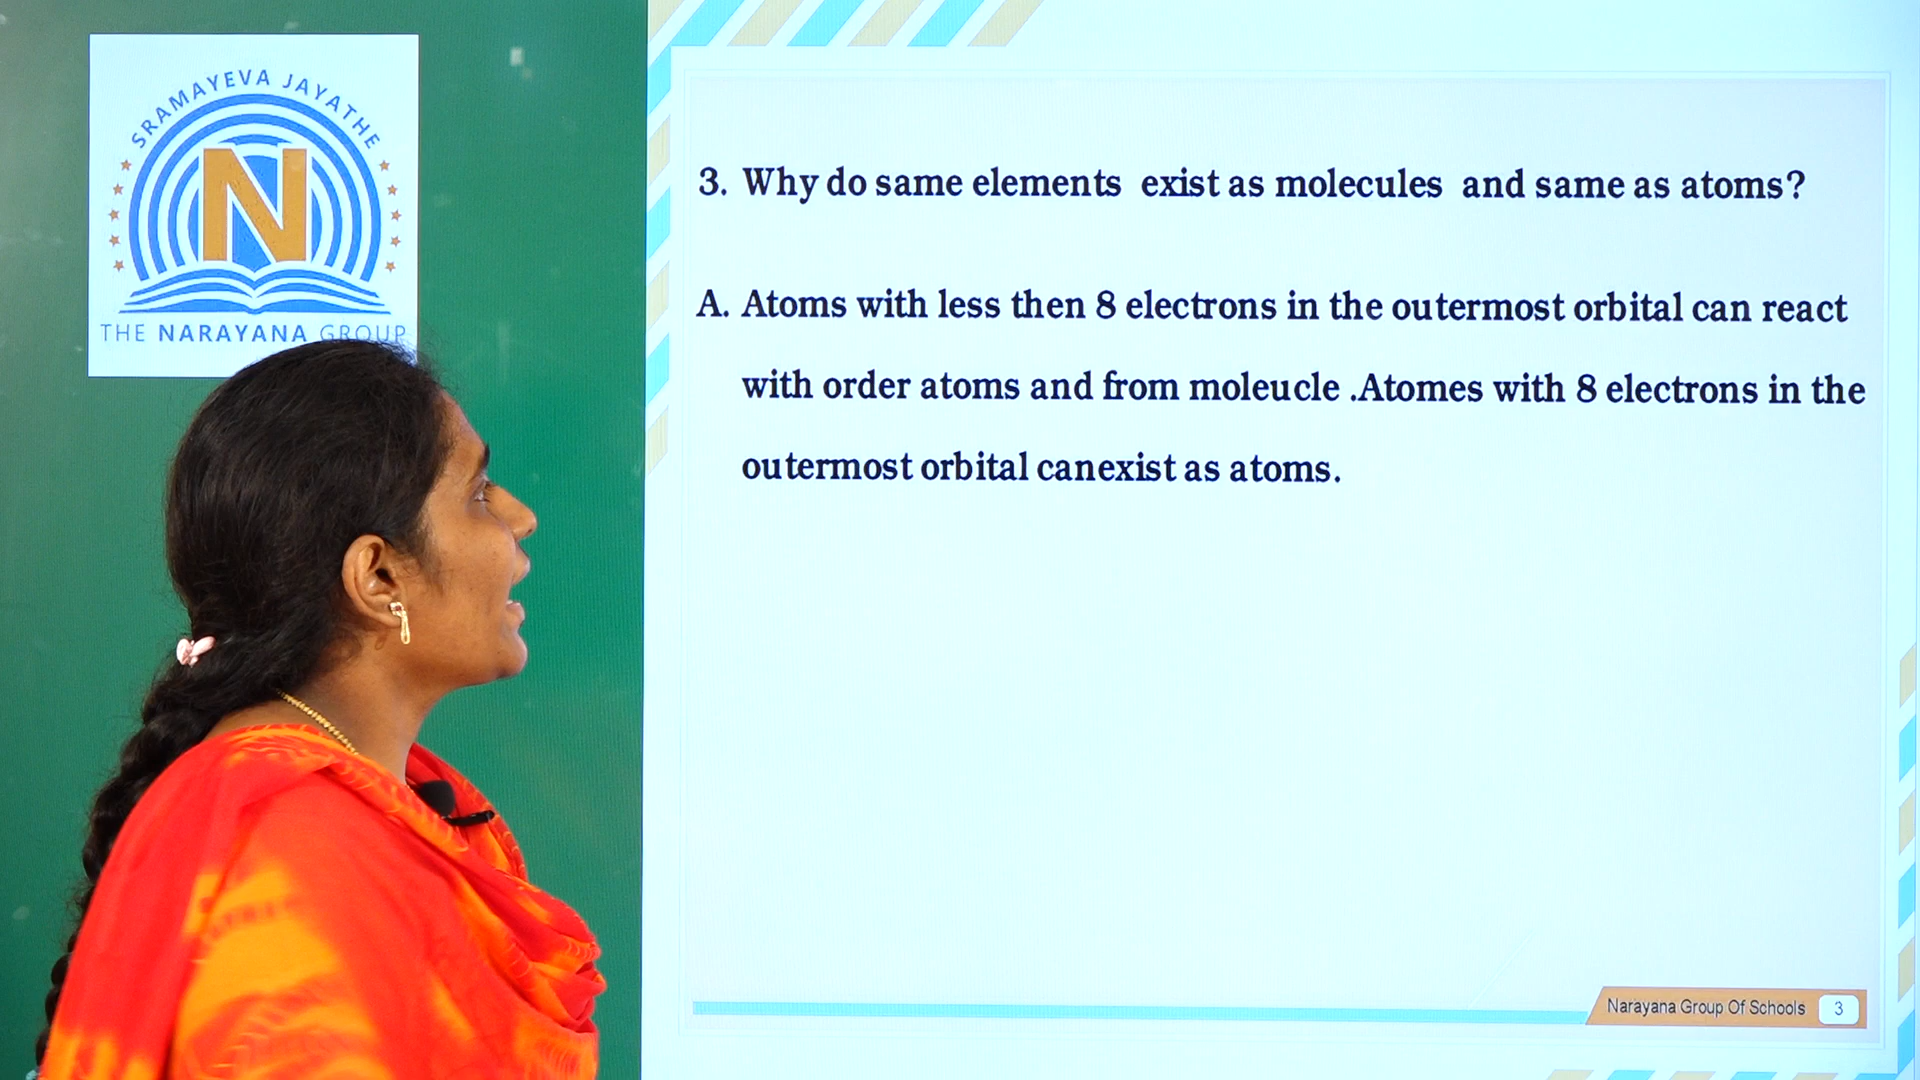 SRAMAYEVA JAYATHE
N
THE NARAYANA GROUP
3. Why do same elements exist as molecules and same as atoms?
A. Atoms with less then 8 electrons in the outermost orbital can react
with order atoms and from moleucle .Atomes with 8 electrons in the
outermost orbital canexist as atoms.
Narayana Group Of Schools 3